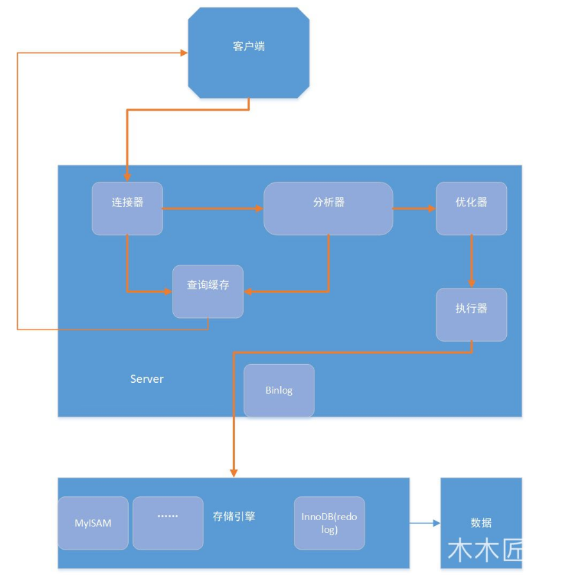 客户端
连接器
分析器
优化器
查询缓存
执行器
Server
Binlog
MyISAM
……
存储引擎
InnoDB(redo
log)
数据
木木匠